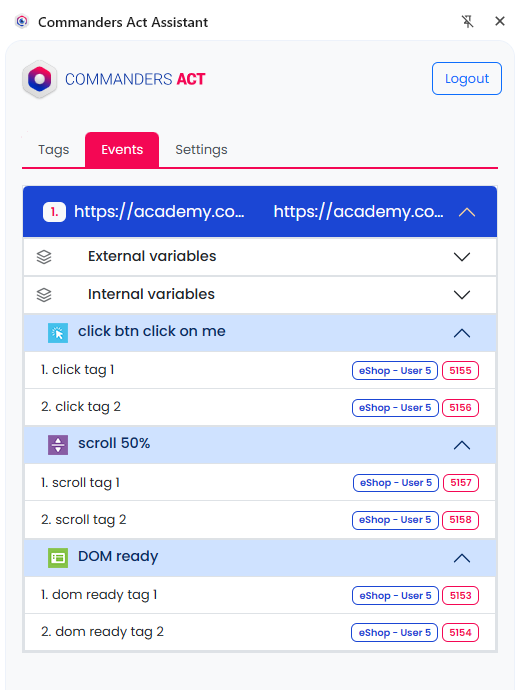 Commanders Act Assistant
COMMANDERS ACT
Logout
Tags Events Settings
1. https://academy.co... https://academy.co...
External variables
Internal variables
click btn click on me
1. click tag 1 eShop - User 5 5155
2. click tag 2 eShop - User 5 5156
scroll 50%
1. scroll tag 1 eShop - User 5 5157
2. scroll tag 2 eShop - User 5 5158
DOM ready
1. dom ready tag 1 eShop - User 5 5153
2. dom ready tag 2 eShop - User 5 5154